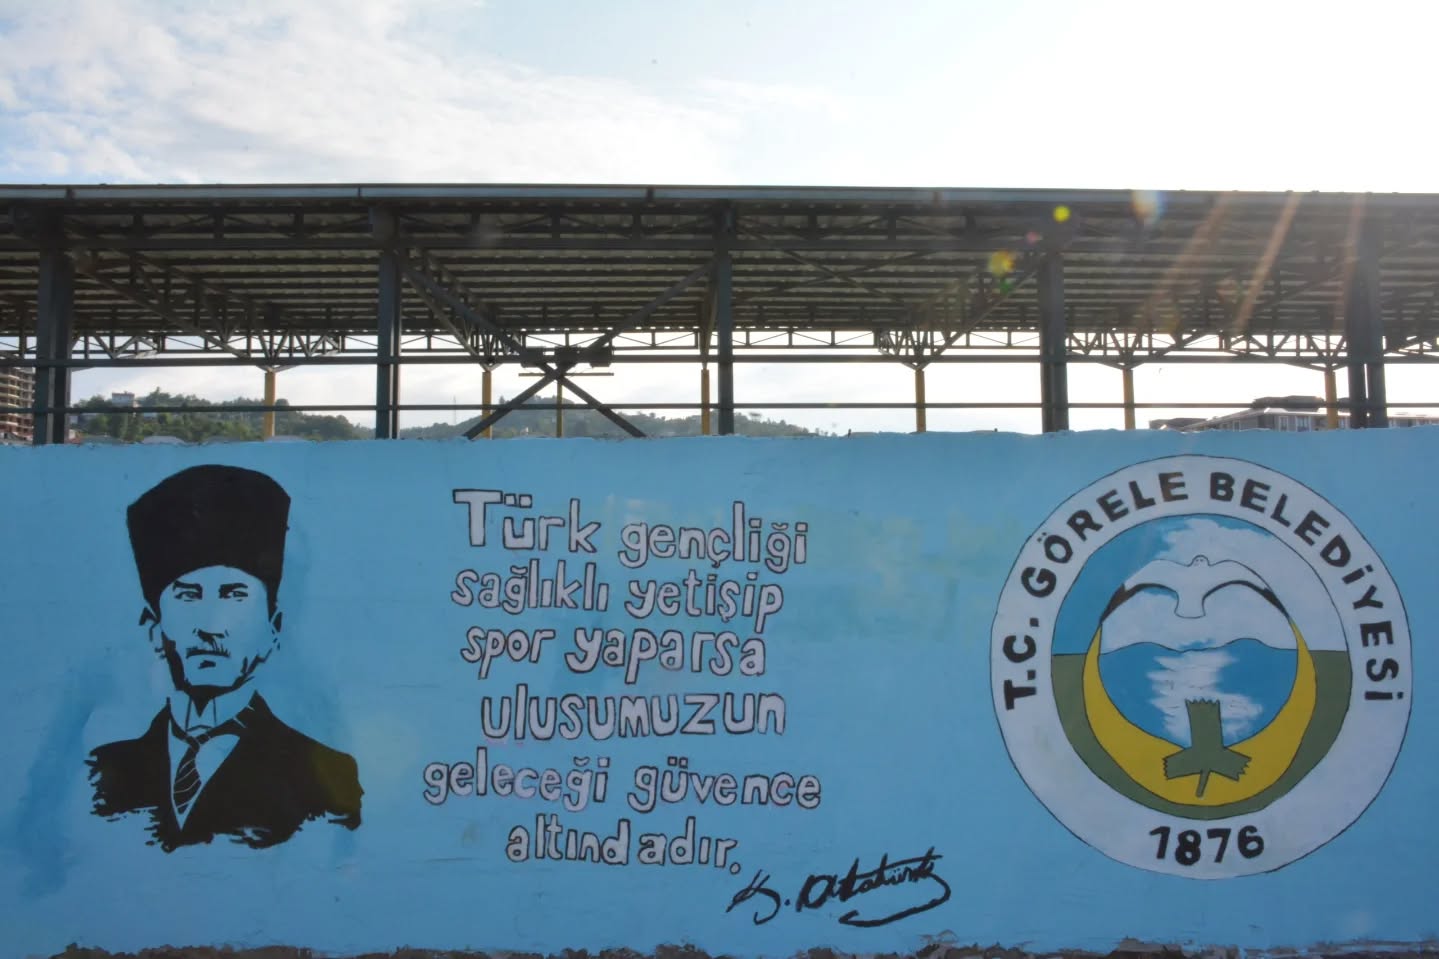 Türk gençliği
sağlıklı yetişip
spor yaparsa
ulusumuzun
geleceği güvence
altındadır.
K. Atatürk
T.C. GÖRELE BELEDİYESİ
1876